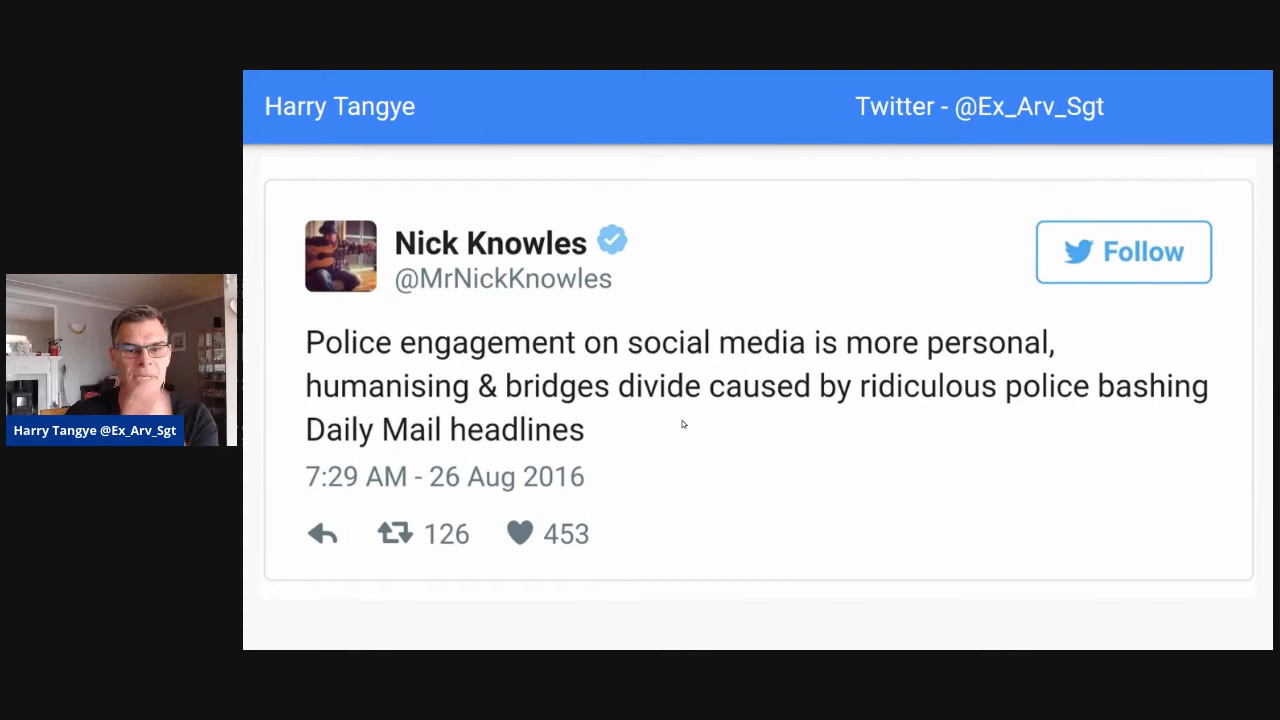 Harry Tangye
Twitter - @Ex_Arv_Sgt
Nick Knowles
@MrNickKnowles
Follow
Police engagement on social media is more personal,
humanising & bridges divide caused by ridiculous police bashing
Daily Mail headlines
7:29 AM - 26 Aug 2016
126
453
Harry Tangye @Ex_Arv_Sgt